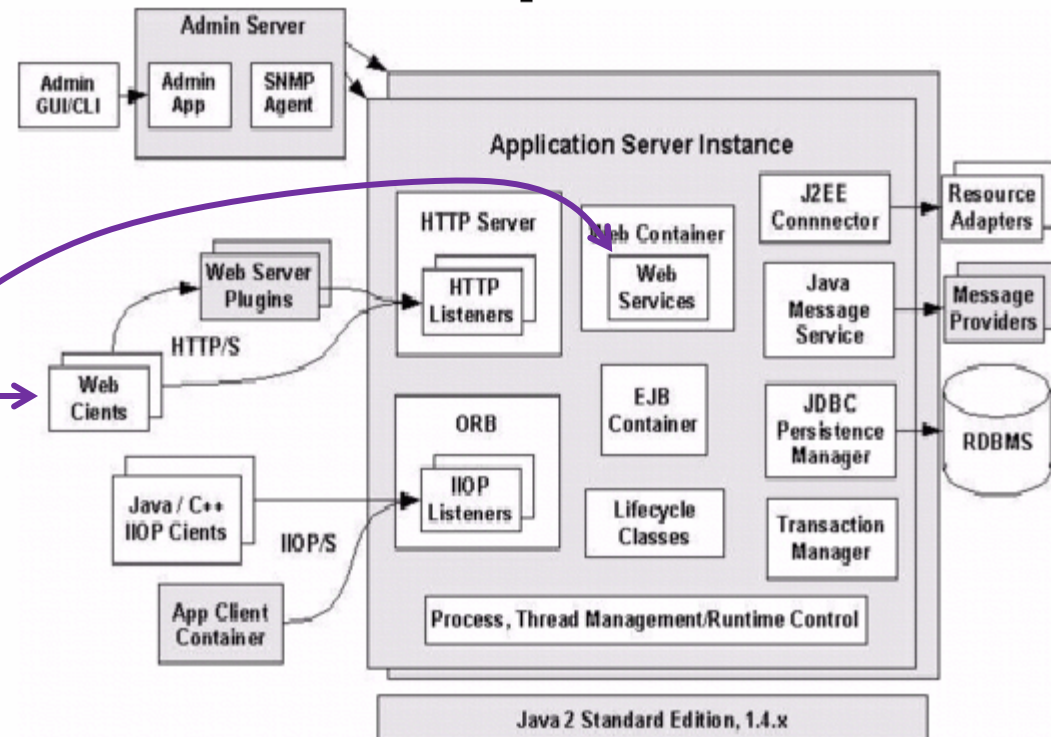 Admin Server
Admin
GUI/CLI
Admin
App
SNMP
Agent
Application Server Instance
HTTP Server
HTTP
Listeners
Web Container
Web
Services
J2EE
Connnector
Resource
Adapters
Web Server
Plugins
HTTP/S
Web
Cients
Java
Message
Service
Message
Providers
EJB
Container
JDBC
Persistence
Manager
RDBMS
ORB
IIOP
Listeners
Java / C++
IIOP Cients
IIOP/S
Lifecycle
Classes
Transaction
Manager
App Client
Container
Process, Thread Management/Runtime Control
Java 2 Standard Edition, 1.4.x